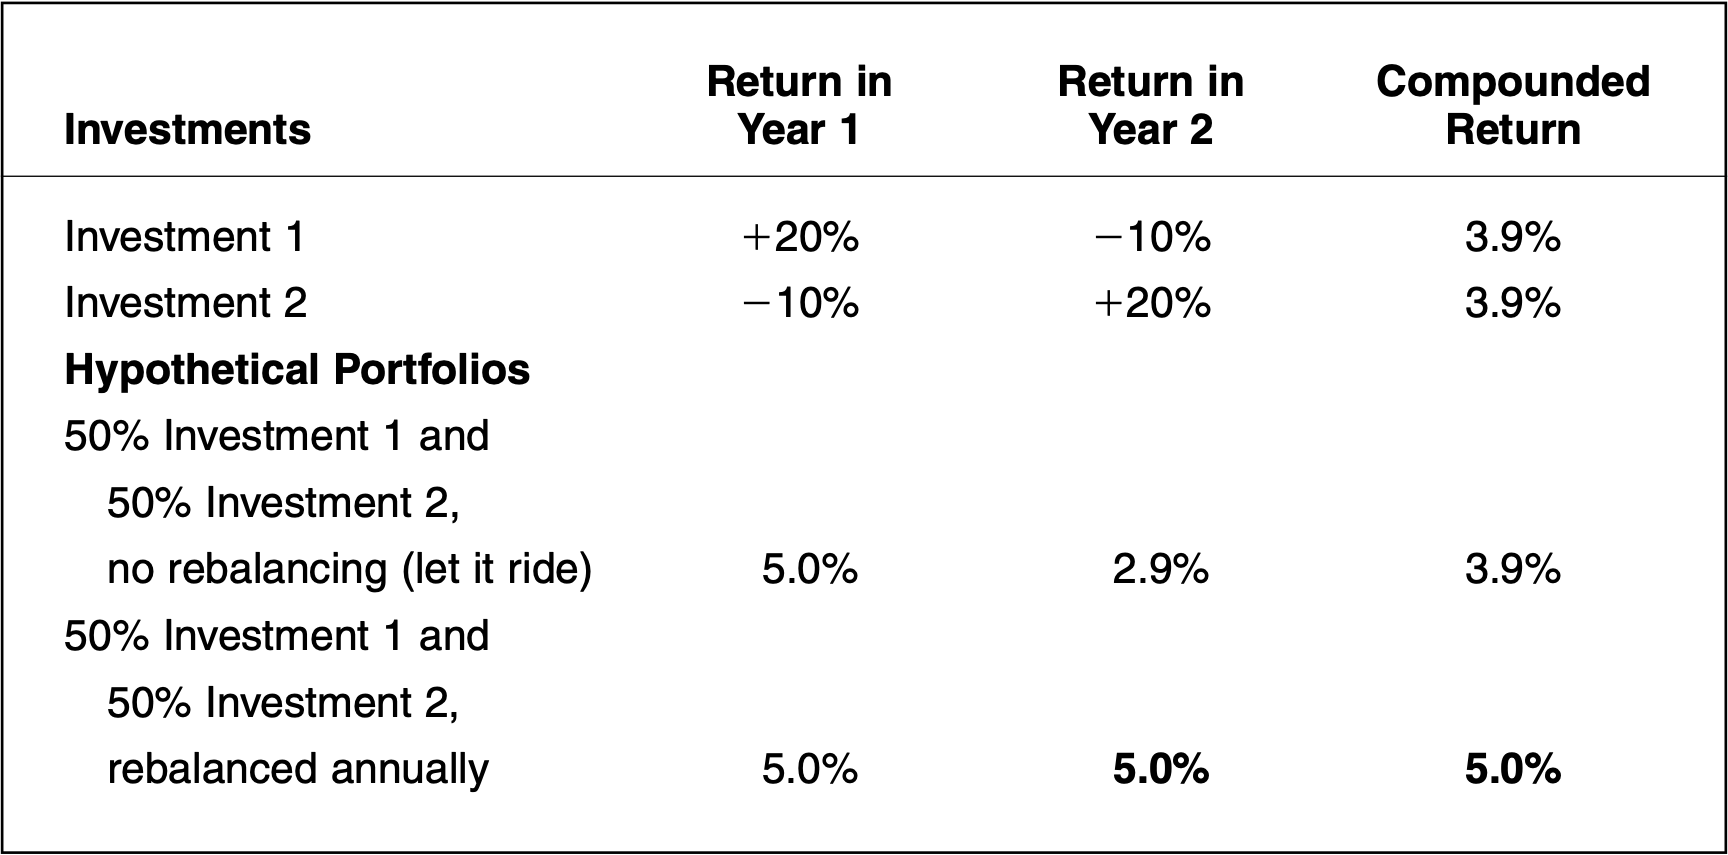 Investments Return in Year 1 Return in Year 2 Compounded Return
Investment 1 +20% −10% 3.9%
Investment 2 −10% +20% 3.9%
Hypothetical Portfolios
50% Investment 1 and
50% Investment 2,
no rebalancing (let it ride) 5.0% 2.9% 3.9%
50% Investment 1 and
50% Investment 2,
rebalanced annually 5.0% 5.0% 5.0%